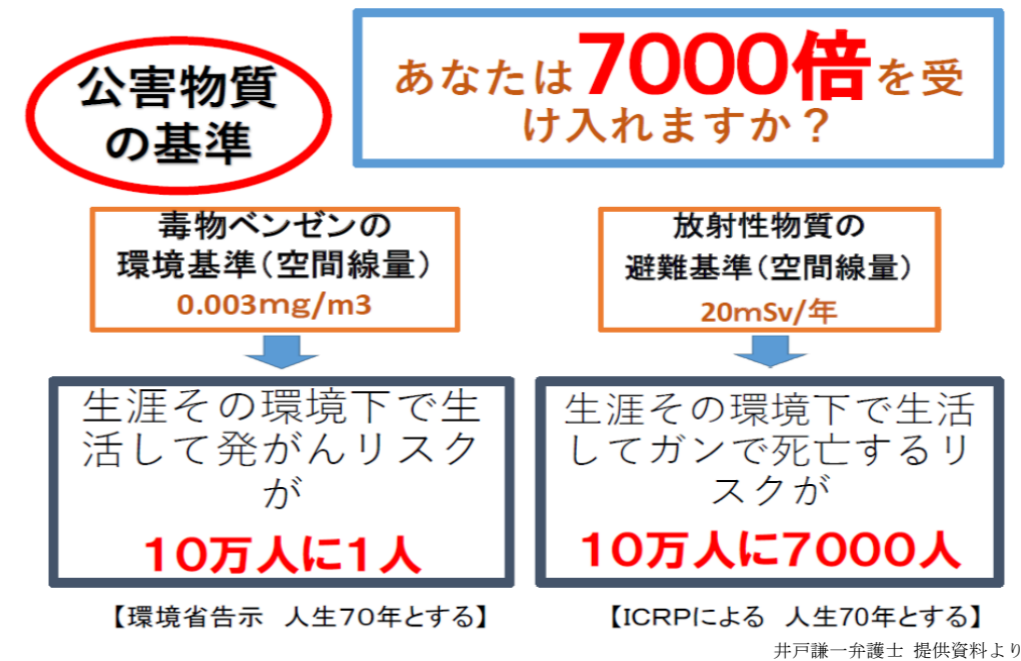 公害物質
の基準
あなたは7000倍を受
け入れますか？
毒物ベンゼンの
環境基準（空間線量）
0.003mg/m3
放射性物質の
避難基準（空間線量）
20mSv/年
生涯その環境下で生
活して発がんリスク
が
10万人に1人
生涯その環境下で生活
してガンで死亡するリ
スクが
10万人に7000人
【環境省告示　人生70年とする】
【ICRPによる　人生70年とする】
井戸謙一弁護士 提供資料より